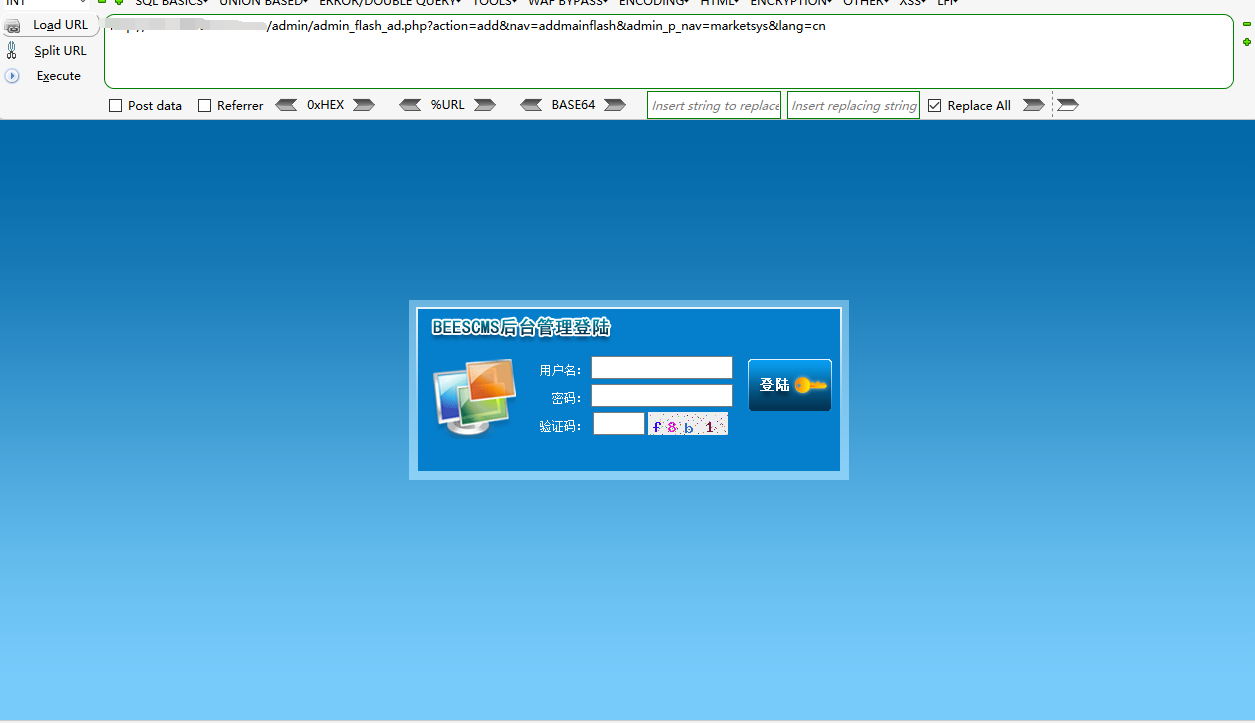 INT SQL BASICS UNION BASED ERROR/DOUBLE QUERY TOOLS WAF BYPASS ENCODING HTML ENCRYPTION OTHER XSS LFI
Load URL /admin/admin_flash_ad.php?action=add&nav=addmainflash&admin_p_nav=marketsys&lang=cn
Split URL
Execute
Post data Referrer 0xHEX %URL BASE64 Insert string to replace Insert replacing string Replace All
BEESCMS后台管理登陆
用户名：
密码：
登陆
验证码： f 8 b 1